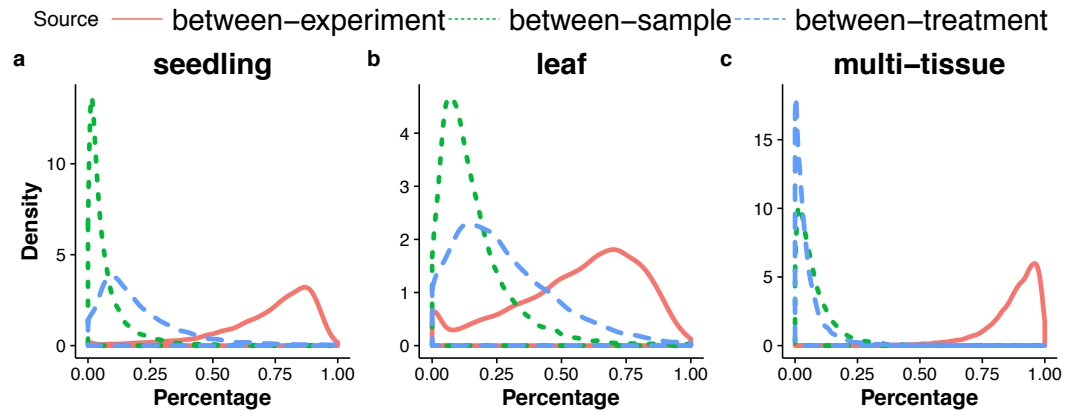 Source between−experiment between−sample between−treatment
a seedling b leaf c multi−tissue
Density
10
5
0
0.00 0.25 0.50 0.75 1.00
Percentage
4
3
2
1
0
0.00 0.25 0.50 0.75 1.00
Percentage
15
10
5
0
0.00 0.25 0.50 0.75 1.00
Percentage